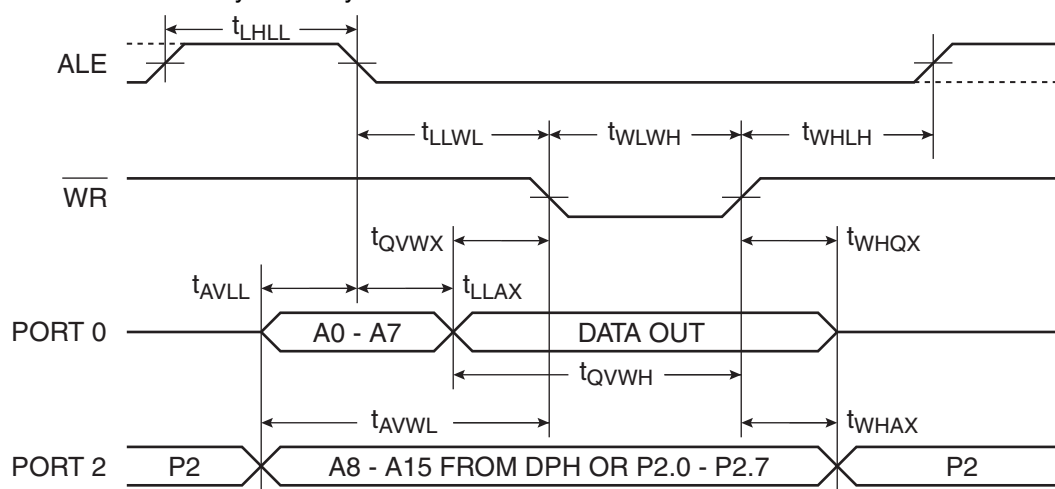 tLHLL
ALE
tLLWL tWLWH tWHLH
WR
tQVWX tWHQX
tAVLL tLLAX
PORT 0 A0 - A7 DATA OUT
tQVWH
tAVWL tWHAX
PORT 2 P2 A8 - A15 FROM DPH OR P2.0 - P2.7 P2